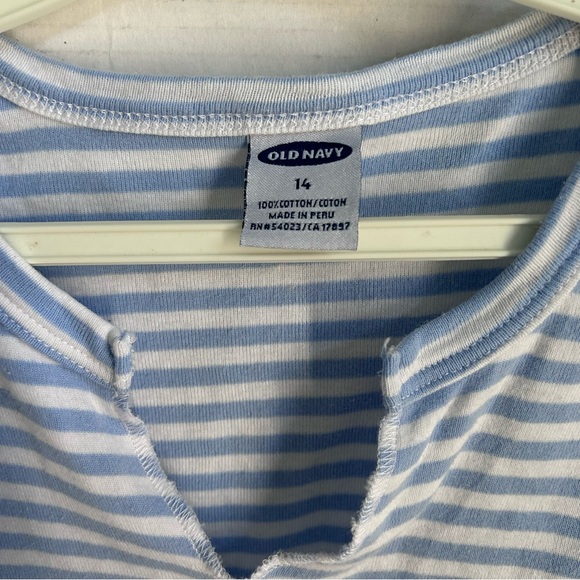 OLD NAVY
14
100% COTTON/COTON
MADE IN PERU
RN#54023/CA 17897